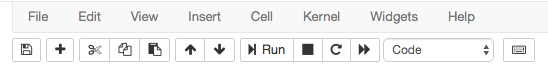 File Edit View Insert Cell Kernel Widgets Help
Run Code